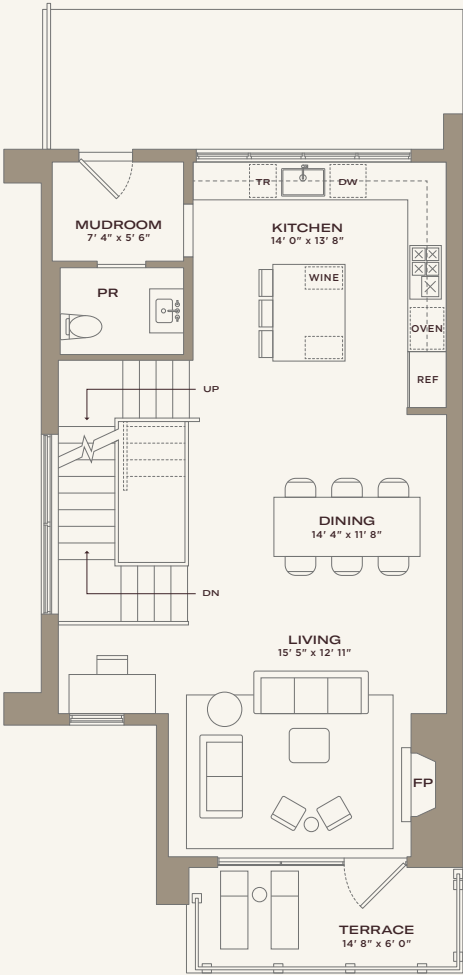 TR
DW
MUDROOM
7' 4" x 5' 6"
KITCHEN
14' 0" x 13' 8"
PR
WINE
OVEN
REF
UP
DINING
14' 4" x 11' 8"
DN
LIVING
15' 5" x 12' 11"
FP
TERRACE
14' 8" x 6' 0"